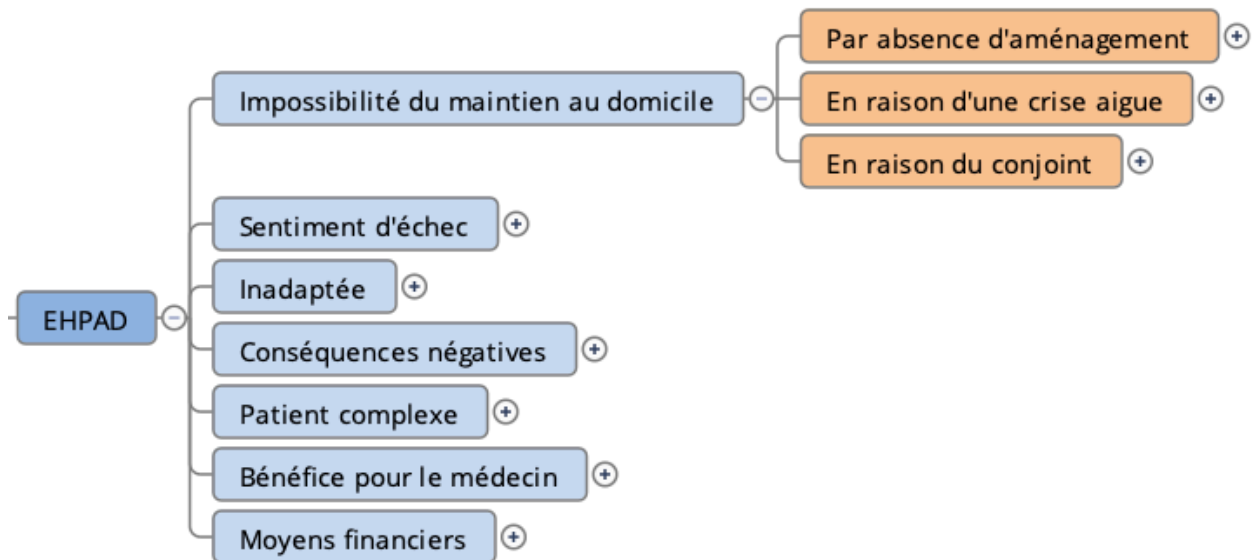 Par absence d'aménagement
Impossibilité du maintien au domicile
En raison d'une crise aigue
En raison du conjoint
Sentiment d'échec
Inadaptée
EHPAD
Conséquences négatives
Patient complexe
Bénéfice pour le médecin
Moyens financiers